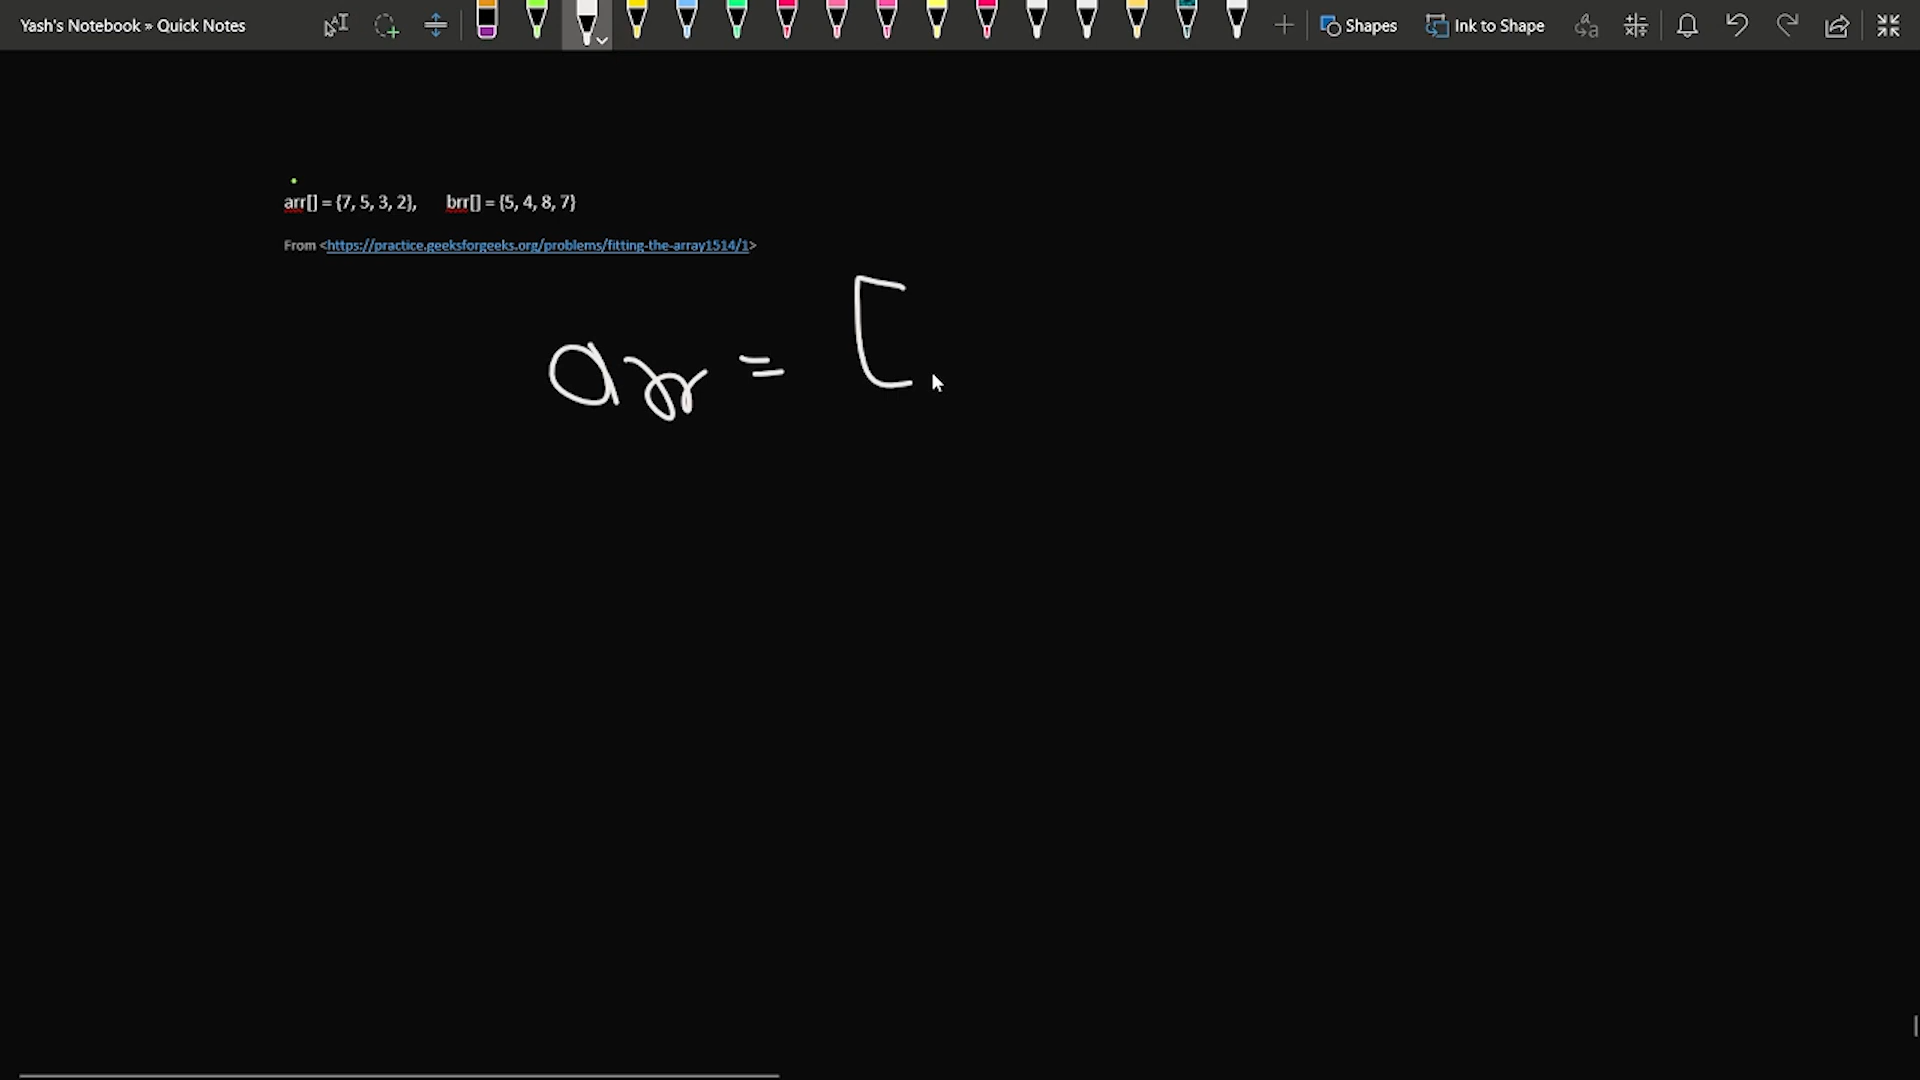 Yash's Notebook » Quick Notes
Shapes
Ink to Shape
arr[] = {7, 5, 3, 2}, brr[] = {5, 4, 8, 7}
From <https://practice.geeksforgeeks.org/problems/fitting-the-array1514/1>
arr = [